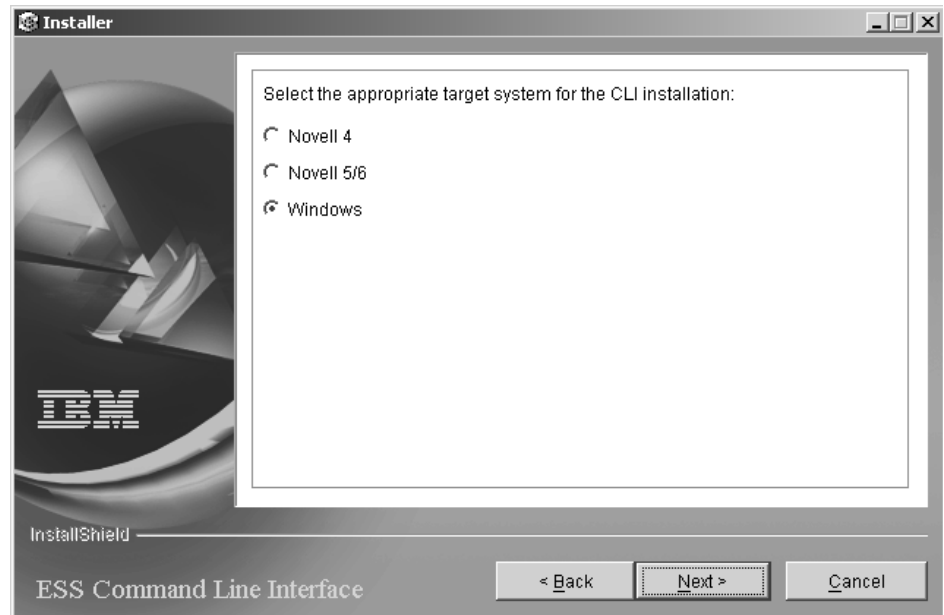 Installer
Select the appropriate target system for the CLI installation:
Novell 4
Novell 5/6
Windows
IBM
InstallShield
ESS Command Line Interface
< Back
Next >
Cancel